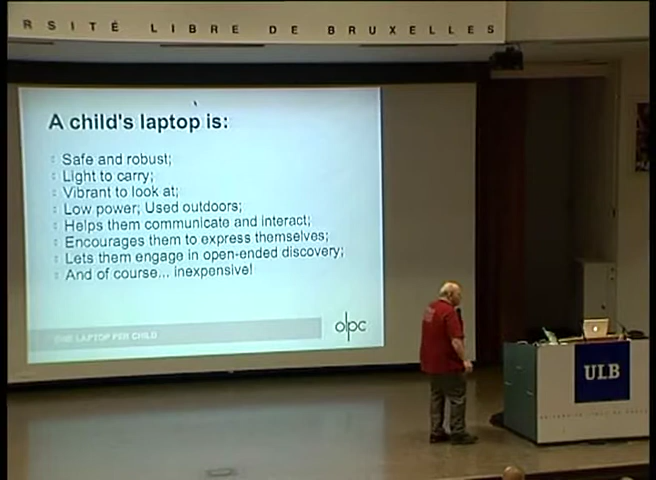 RSITÉ LIBRE DE BRUXELLES
A child's laptop is:
Safe and robust;
Light to carry;
Vibrant to look at;
Low power; Used outdoors;
Helps them communicate and interact;
Encourages them to express themselves;
Lets them engage in open-ended discovery;
And of course... inexpensive!
ONE LAPTOP PER CHILD
olpc
ULB